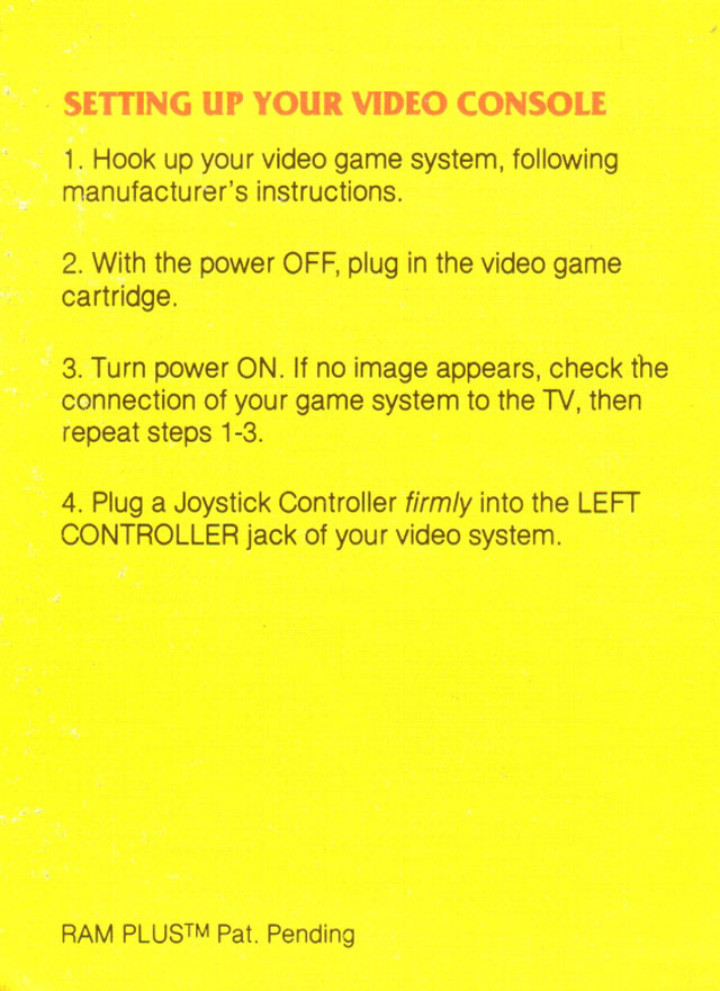 SETTING UP YOUR VIDEO CONSOLE
1. Hook up your video game system, following
manufacturer's instructions.
2. With the power OFF, plug in the video game
cartridge.
3. Turn power ON. If no image appears, check the
connection of your game system to the TV, then
repeat steps 1-3.
4. Plug a Joystick Controller firmly into the LEFT
CONTROLLER jack of your video system.
RAM PLUS™ Pat. Pending